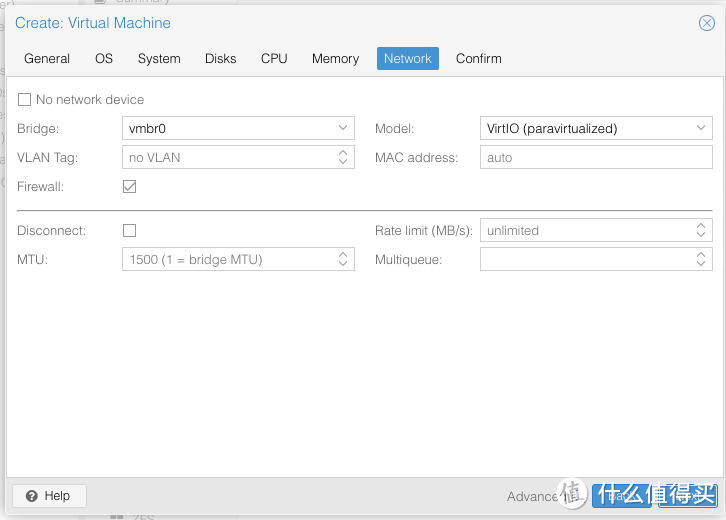 Summary
Create: Virtual Machine
General OS System Disks CPU Memory Network Confirm
No network device
Bridge: vmbr0 Model: VirtIO (paravirtualized)
VLAN Tag: no VLAN MAC address: auto
Firewall:
Disconnect: Rate limit (MB/s): unlimited
MTU: 1500 (1 = bridge MTU) Multiqueue:
Help 值 什么值得买
ZFS